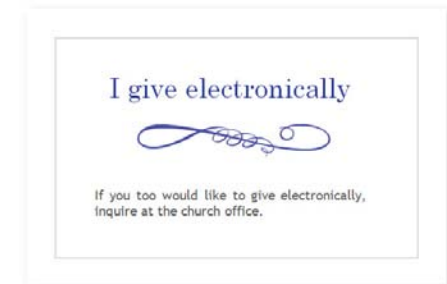 I give electronically
If you too would like to give electronically,
inquire at the church office.